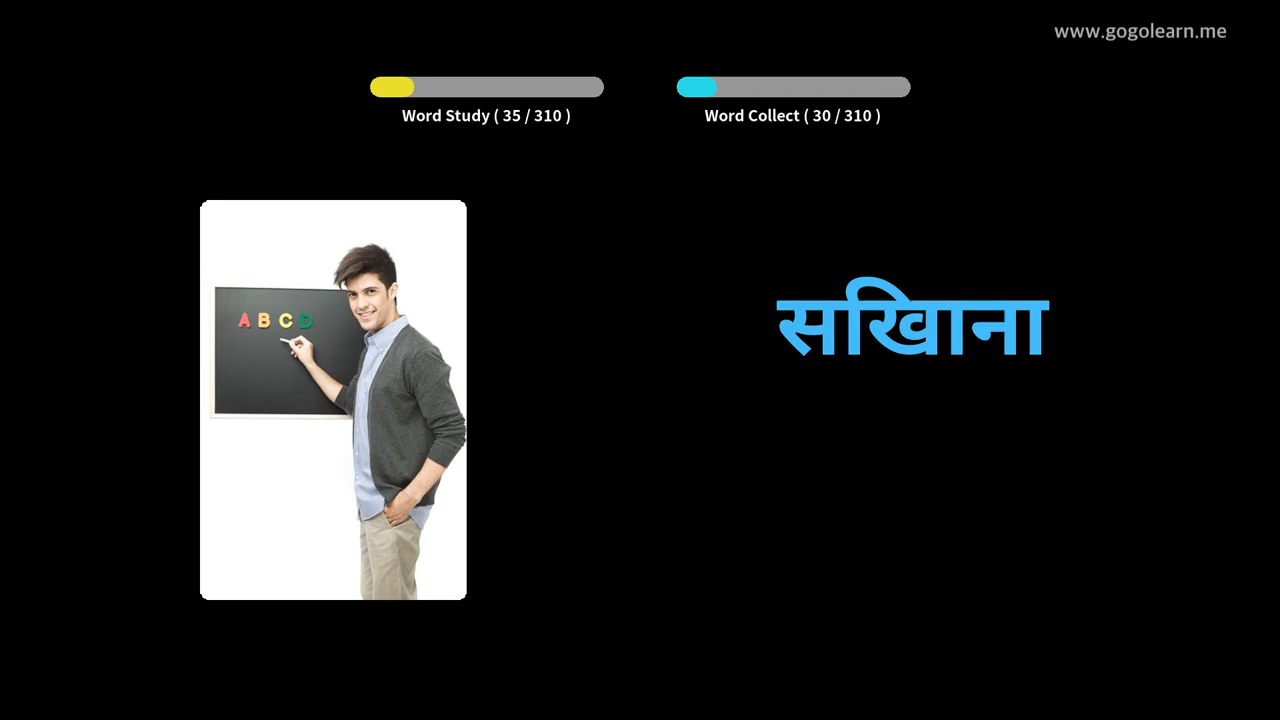 www.gogolearn.me
Word Study ( 35 / 310 )
Word Collect ( 30 / 310 )
A B C D
सखिाना